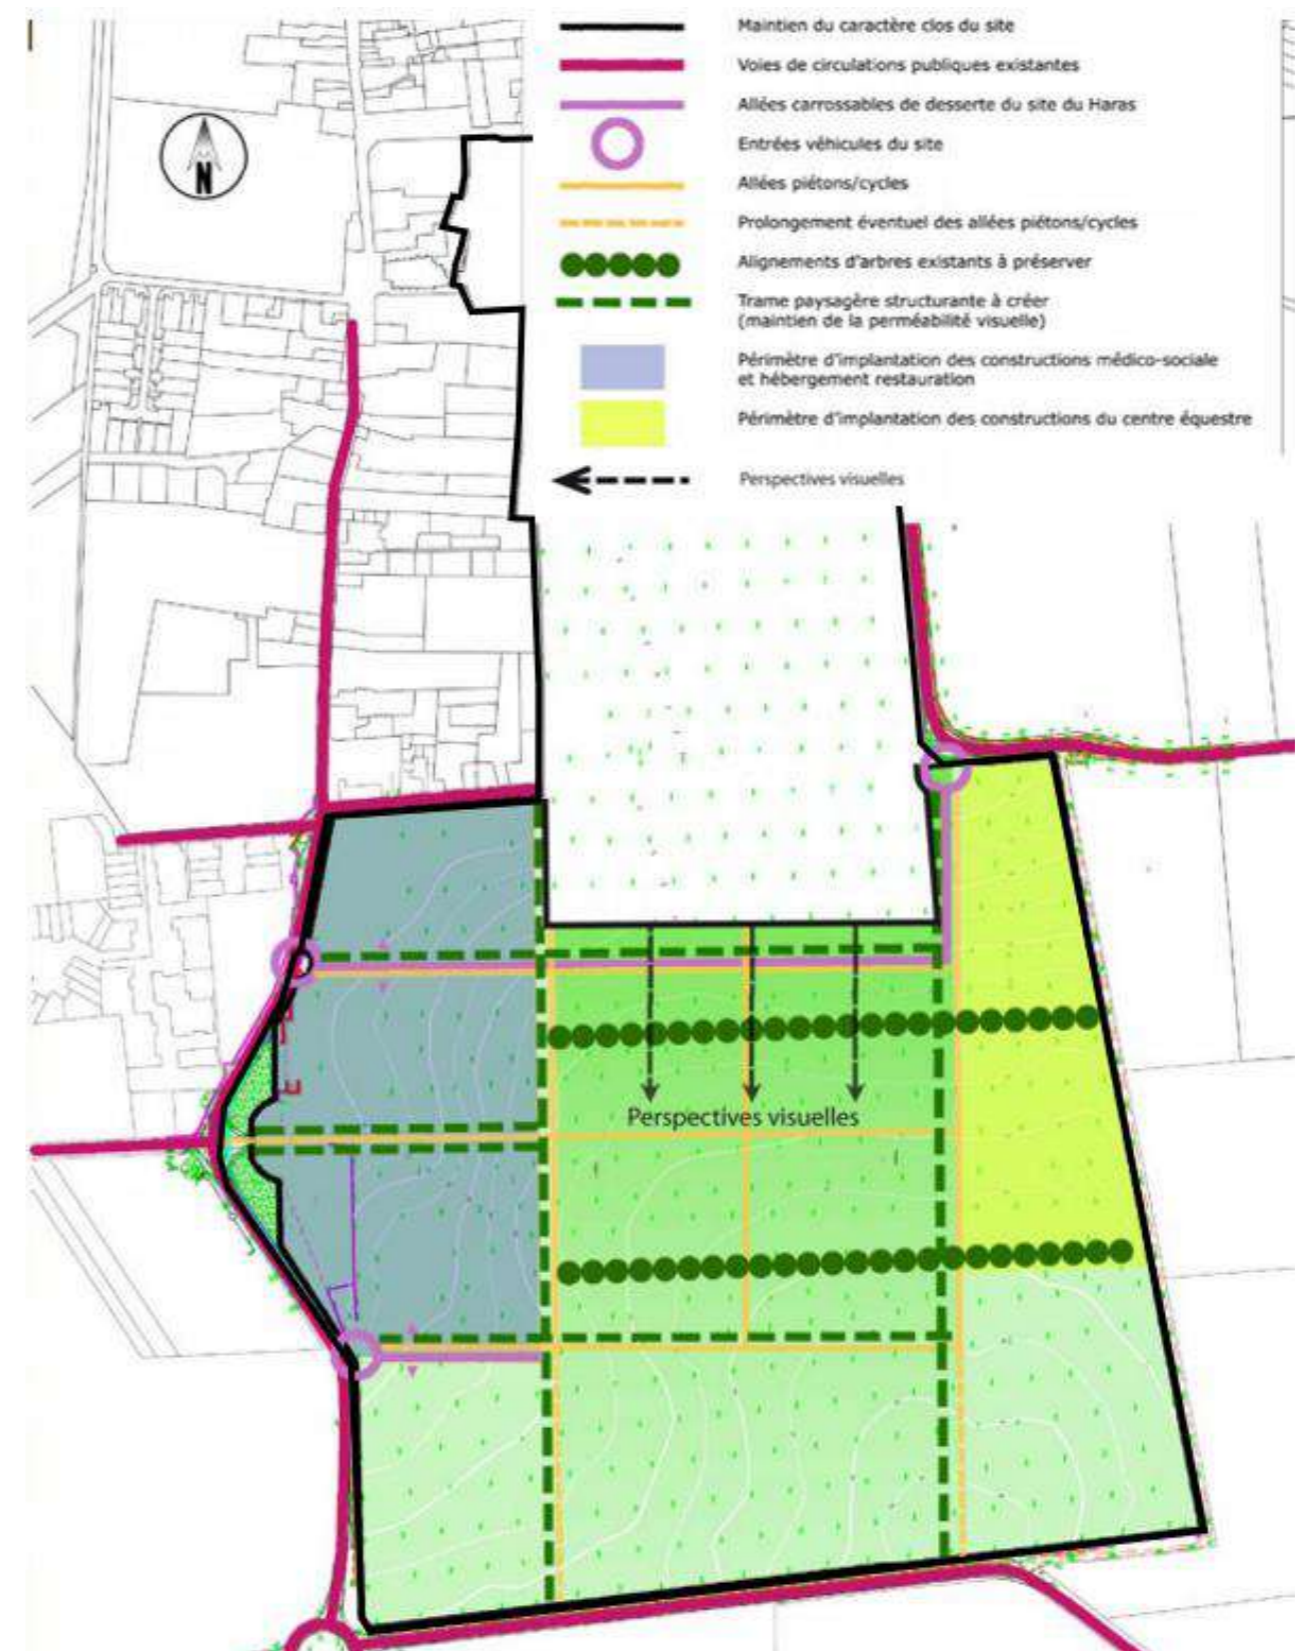 Maintien du caractère clos du site
Voies de circulations publiques existantes
Allées carrossables de desserte du site du Haras
Entrées véhicules du site
Allées piétons/cycles
Prolongement éventuel des allées piétons/cycles
Alignements d'arbres existants à préserver
Trame paysagère structurante à créer
(maintien de la perméabilité visuelle)
Périmètre d'implantation des constructions médico-sociale
et hébergement restauration
Périmètre d'implantation des constructions du centre équestre
Perspectives visuelles
N
Perspectives visuelles